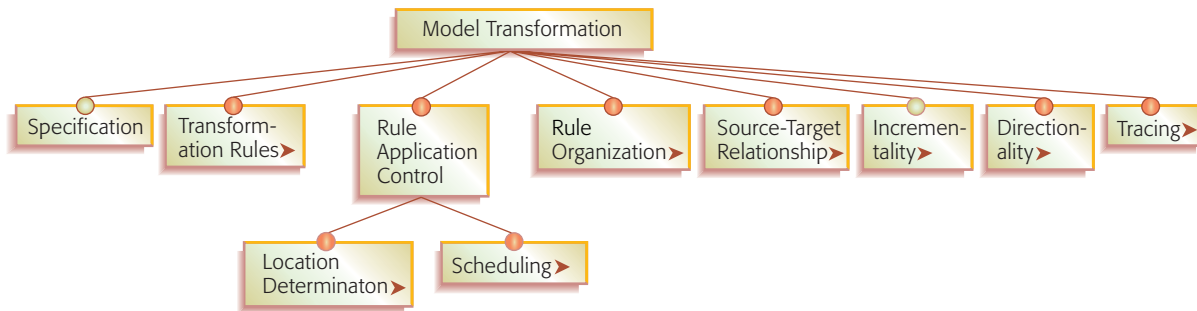 Model Transformation
Specification
Transform-
ation Rules➤
Rule
Application
Control
Rule
Organization➤
Source-Target
Relationship➤
Incremen-
tality➤
Direction-
ality➤
Tracing➤
Location
Determinaton➤
Scheduling➤